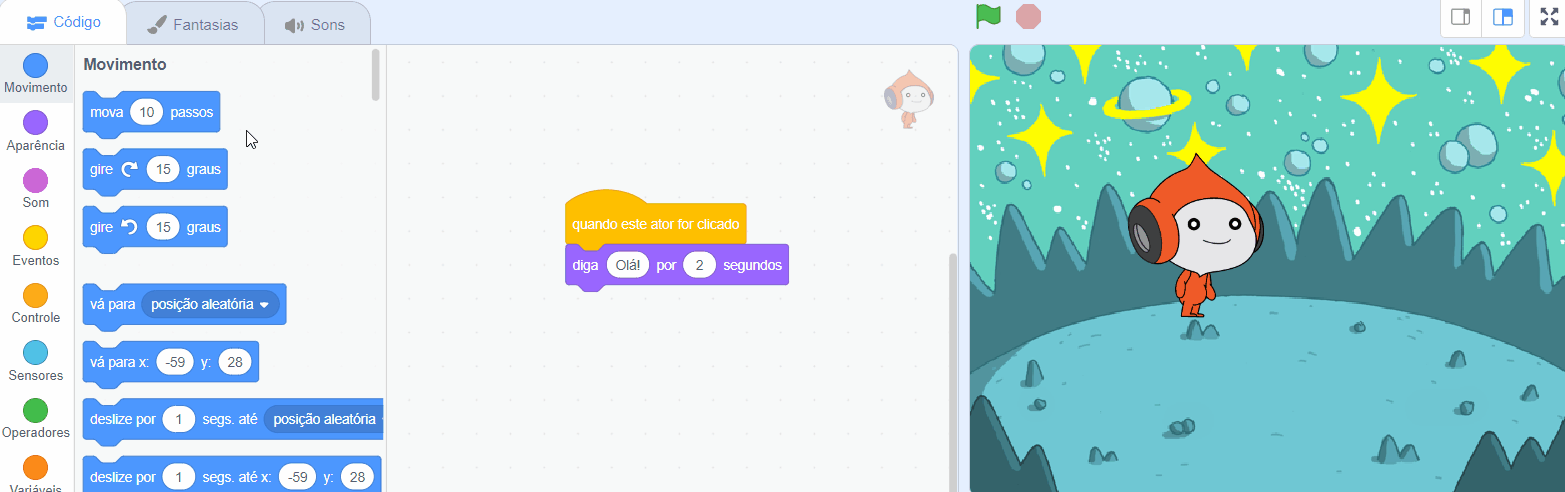 Código
Fantasias
Sons
Movimento
Aparência
Som
Eventos
Controle
Sensores
Operadores
Variáveis
Movimento
mova 10 passos
gire 15 graus
gire 15 graus
vá para posição aleatória
vá para x: -59 y: 28
deslize por 1 segs. até posição aleatória
deslize por 1 segs. até x: -59 y: 28
quando este ator for clicado
diga Olá! por 2 segundos